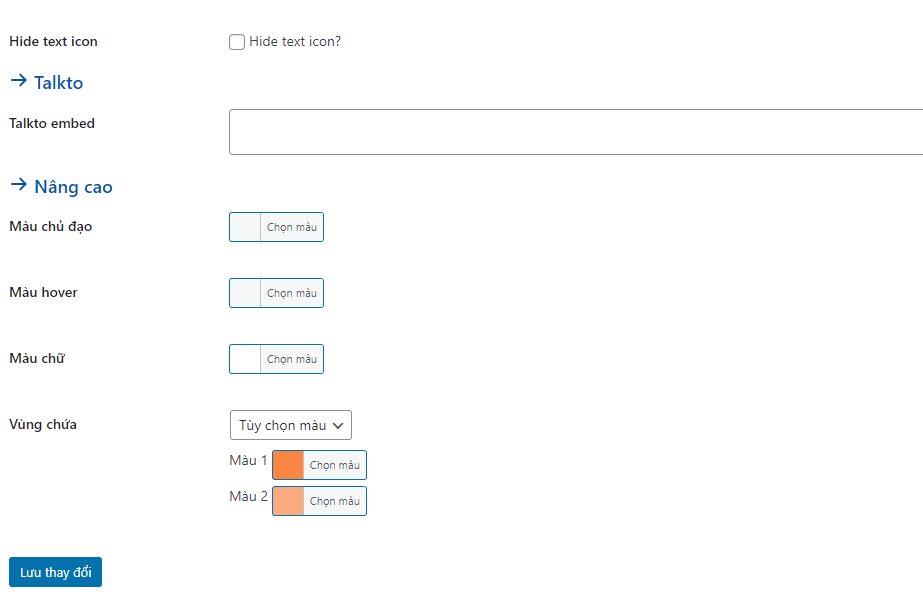 Hide text icon
Hide text icon?
→ Talkto
Talkto embed
→ Nâng cao
Màu chủ đạo
Chọn màu
Màu hover
Chọn màu
Màu chữ
Chọn màu
Vùng chứa
Tùy chọn màu
Màu 1 Chọn màu
Màu 2 Chọn màu
Lưu thay đổi